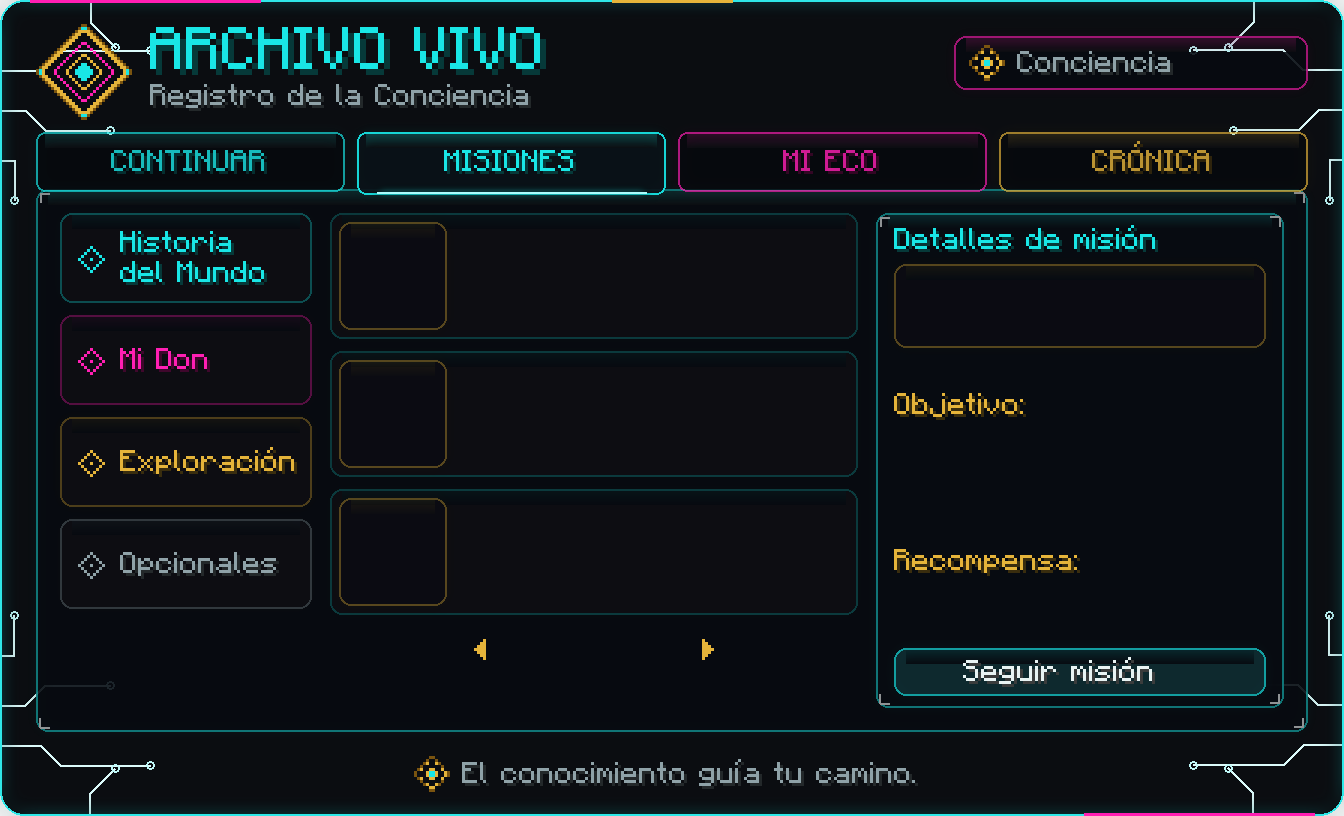 ARCHIVO VIVO
Registro de la Conciencia
Conciencia
CONTINUAR
MISIONES
MI ECO
CRÓNICA
Historia
del Mundo
Mi Don
Exploración
Opcionales
Detalles de misión
Objetivo:
Recompensa:
Seguir misión
El conocimiento guía tu camino.